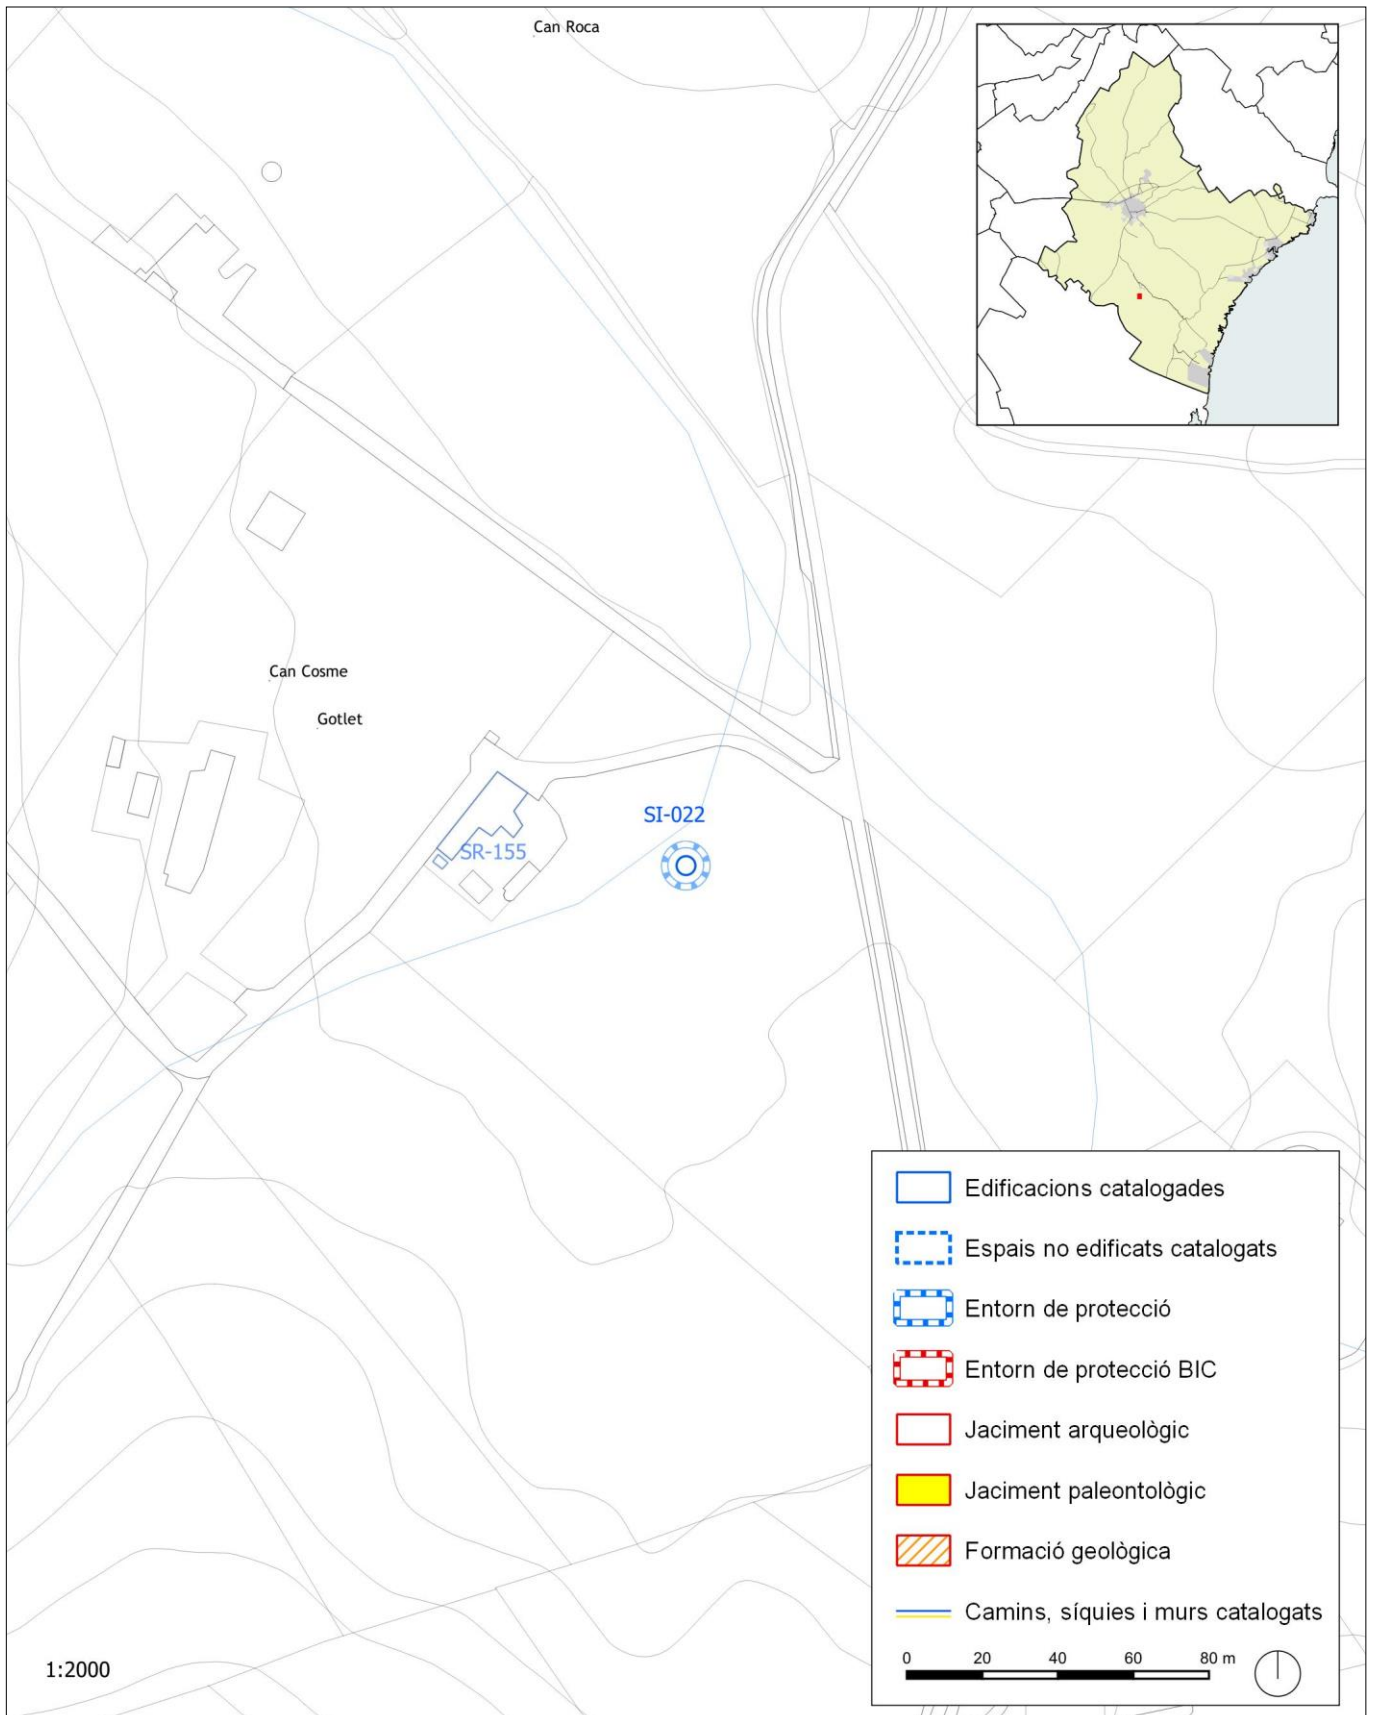 Can Roca
Can Cosme
Gotlet
SI-022
SR-155
Edificacions catalogades
Espais no edificats catalogats
Entorn de protecció
Entorn de protecció BIC
Jaciment arqueològic
Jaciment paleontològic
Formació geològica
Camins, síquies i murs catalogats
0 20 40 60 80 m
1:2000